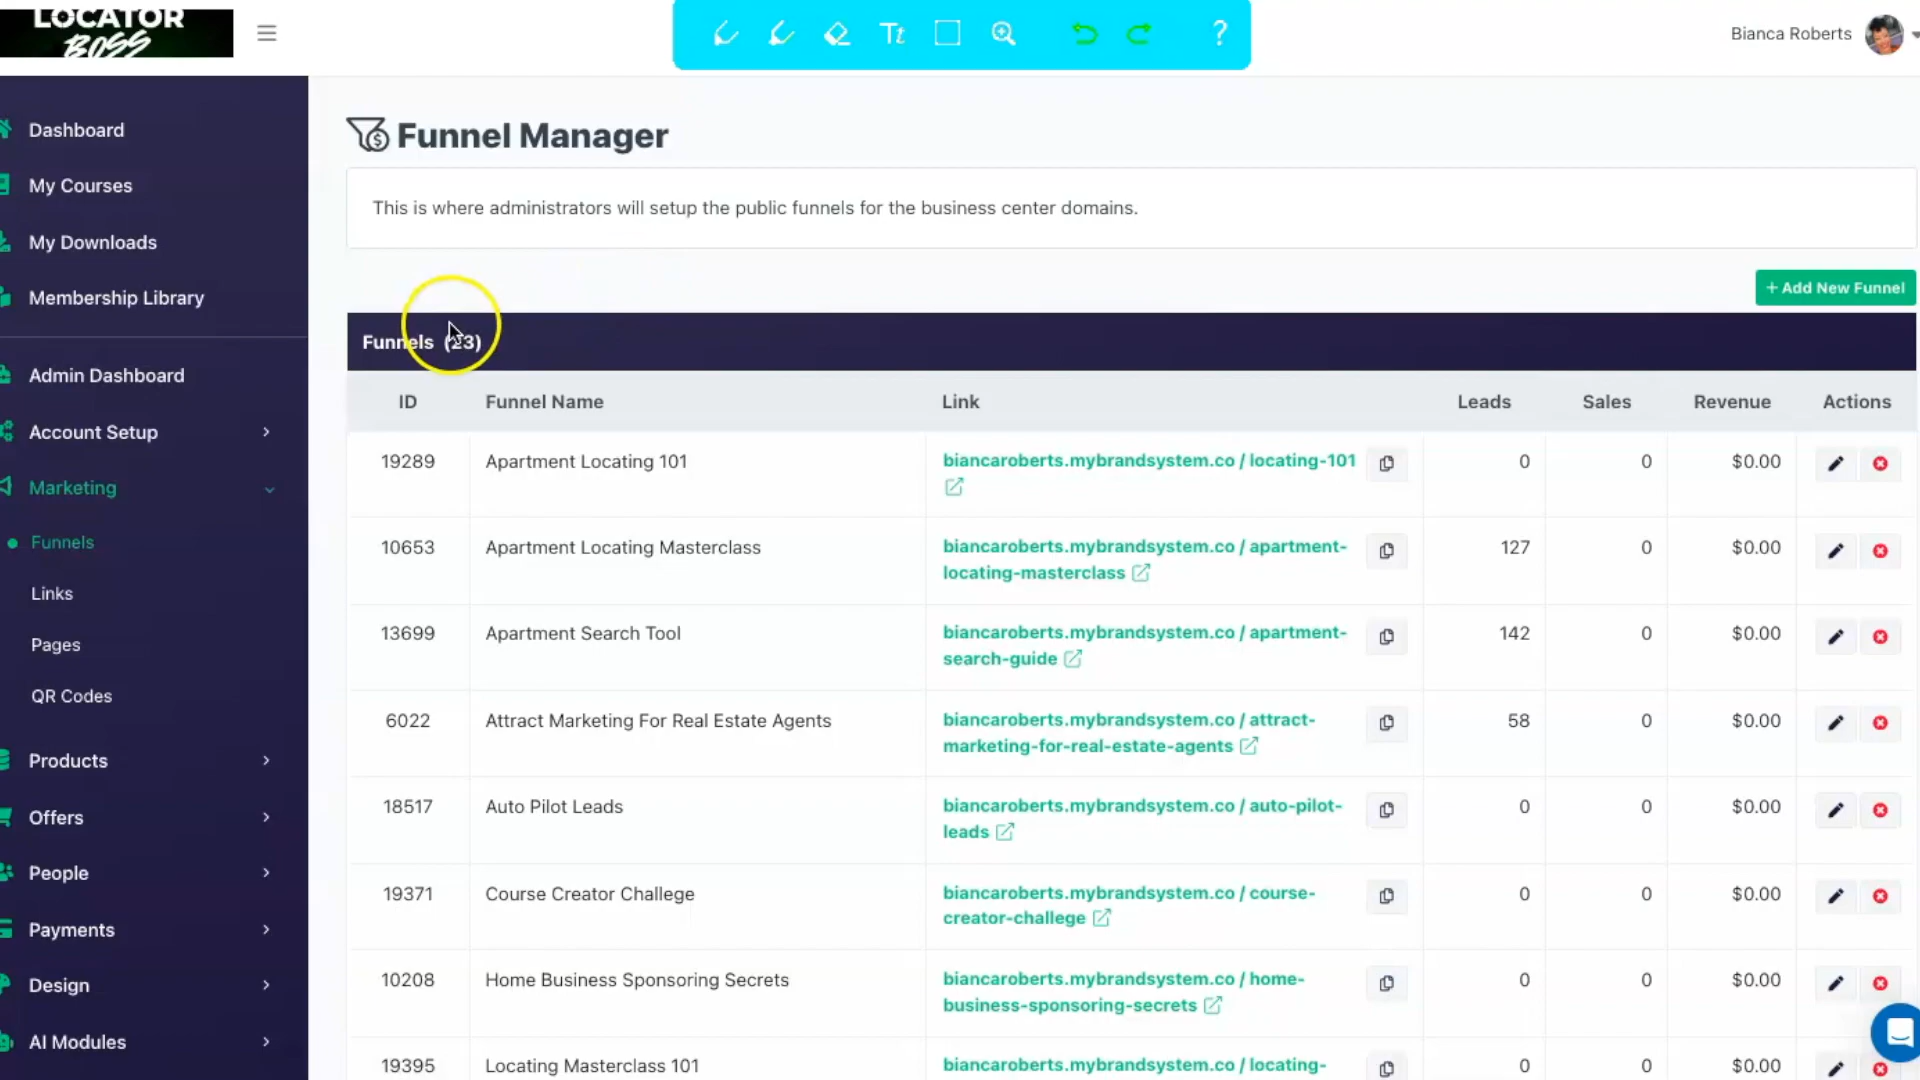 LOCATOR
BOSS
Tt
?
Bianca Roberts
Dashboard
My Courses
My Downloads
Membership Library
Admin Dashboard
Account Setup
Marketing
Funnels
Links
Pages
QR Codes
Products
Offers
People
Payments
Design
AI Modules
Funnel Manager
This is where administrators will setup the public funnels for the business center domains.
+ Add New Funnel
Funnels (23)
ID Funnel Name Link Leads Sales Revenue Actions
19289 Apartment Locating 101 biancaroberts.mybrandsystem.co / locating-101 0 0 $0.00
10653 Apartment Locating Masterclass biancaroberts.mybrandsystem.co / apartment- 127 0 $0.00
locating-masterclass
13699 Apartment Search Tool biancaroberts.mybrandsystem.co / apartment- 142 0 $0.00
search-guide
6022 Attract Marketing For Real Estate Agents biancaroberts.mybrandsystem.co / attract- 58 0 $0.00
marketing-for-real-estate-agents
18517 Auto Pilot Leads biancaroberts.mybrandsystem.co / auto-pilot- 0 0 $0.00
leads
19371 Course Creator Challege biancaroberts.mybrandsystem.co / course- 0 0 $0.00
creator-challege
10208 Home Business Sponsoring Secrets biancaroberts.mybrandsystem.co / home- 0 0 $0.00
business-sponsoring-secrets
19395 Locating Masterclass 101 biancaroberts.mybrandsystem.co / locating- 0 0 $0.00